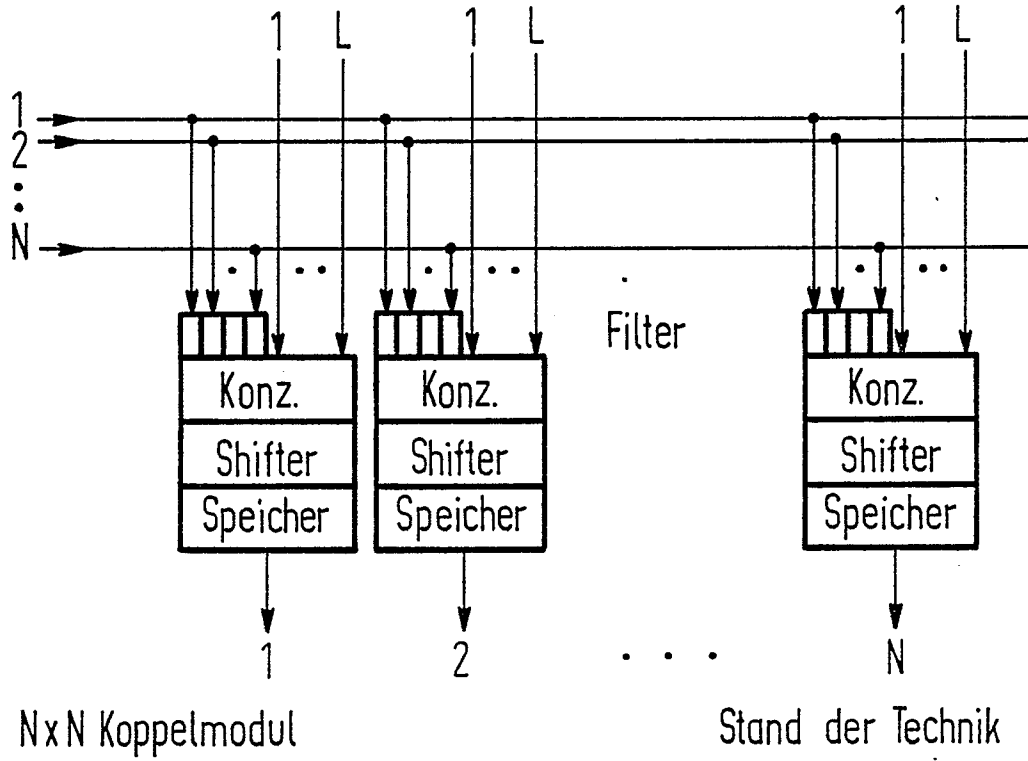 1 L 1 L 1 L
1
2
N
Filter
Konz. Konz. Konz.
Shifter Shifter Shifter
Speicher Speicher Speicher
1 2 . . . N
NxN Koppelmodul Stand der Technik